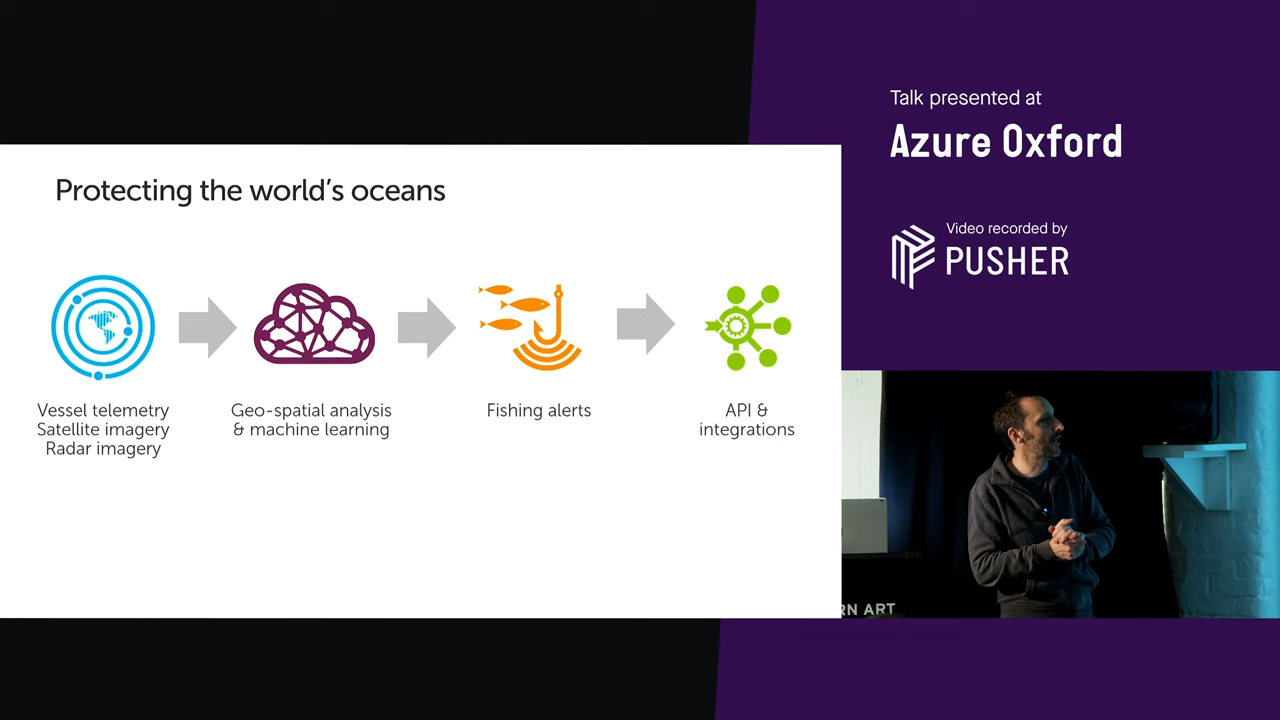 Talk presented at
Azure Oxford
Video recorded by
PUSHER
Protecting the world's oceans
Vessel telemetry
Satellite imagery
Radar imagery
Geo-spatial analysis
& machine learning
Fishing alerts
API &
integrations
RN ART